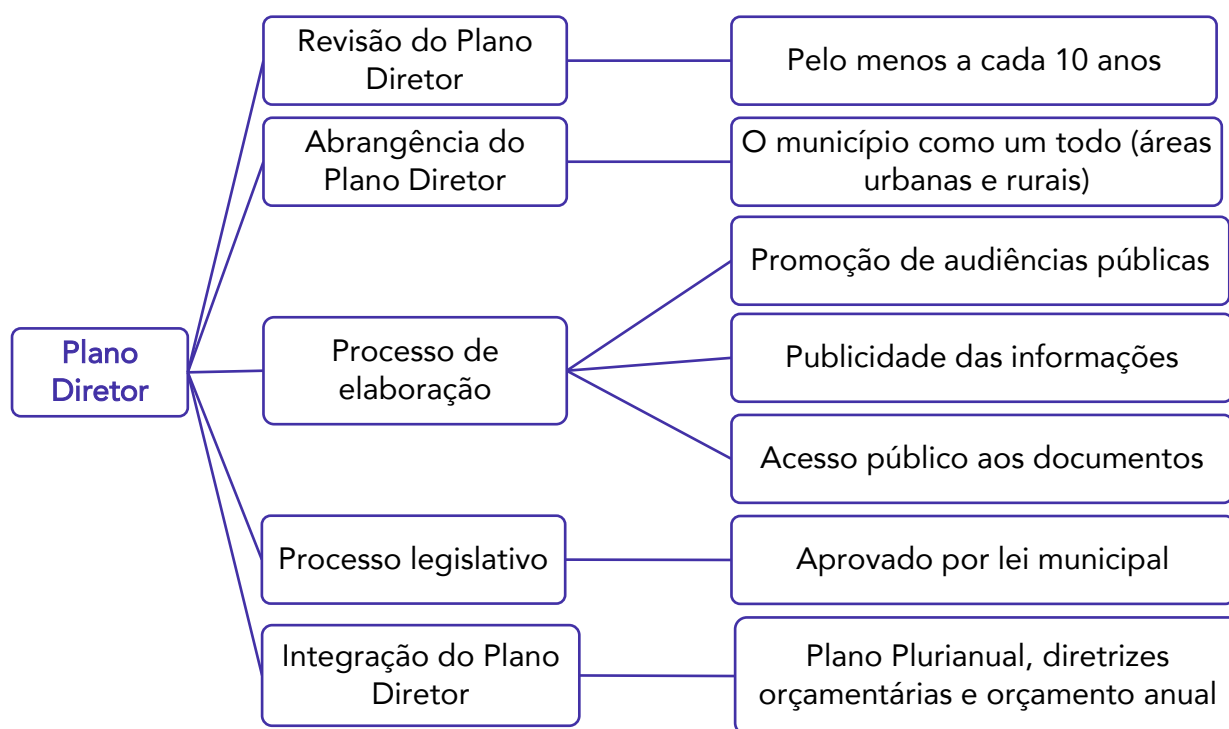 Plano
Diretor
Revisão do Plano
Diretor
Pelo menos a cada 10 anos
Abrangência do
Plano Diretor
O município como um todo (áreas
urbanas e rurais)
Processo de
elaboração
Promoção de audiências públicas
Publicidade das informações
Acesso público aos documentos
Processo legislativo
Aprovado por lei municipal
Integração do Plano
Diretor
Plano Plurianual, diretrizes
orçamentárias e orçamento anual